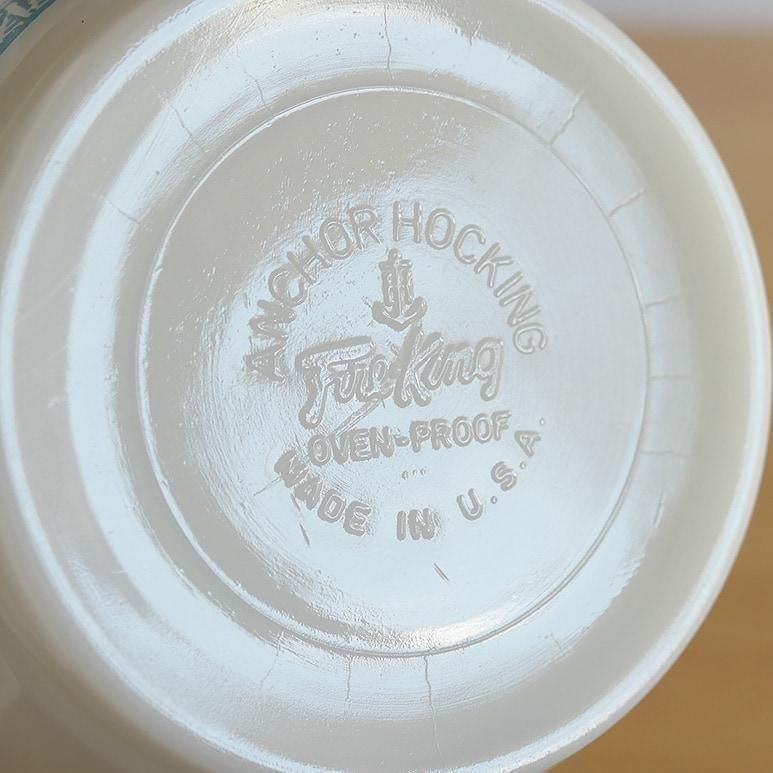 ANCHOR HOCKING
Fire King
OVEN-PROOF
MADE IN U.S.A.